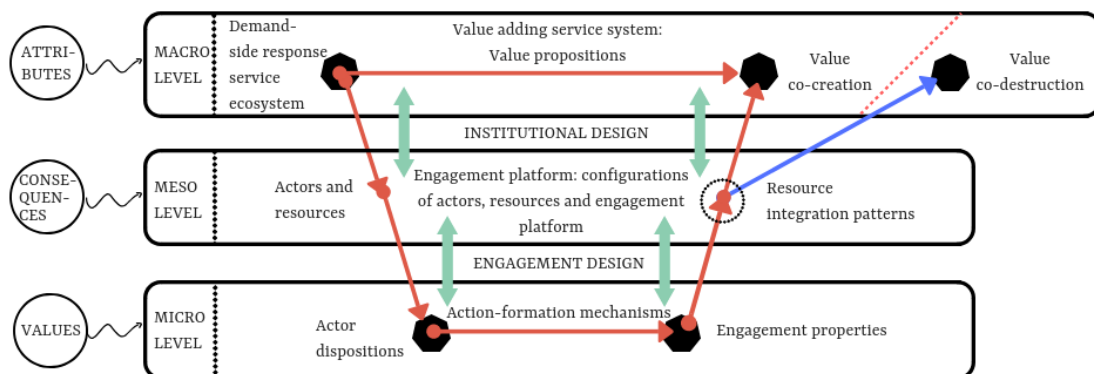 ATTRI-
BUTES
MACRO
LEVEL
Demand-
side response
service
ecosystem
Value adding service system:
Value propositions
Value
co-creation
Value
co-destruction
INSTITUTIONAL DESIGN
CONSE-
QUENCES
MESO
LEVEL
Actors and
resources
Engagement platform: configurations
of actors, resources and engagement
platform
Resource
integration patterns
ENGAGEMENT DESIGN
VALUES
MICRO
LEVEL
Actor
dispositions
Action-formation mechanisms
Engagement properties